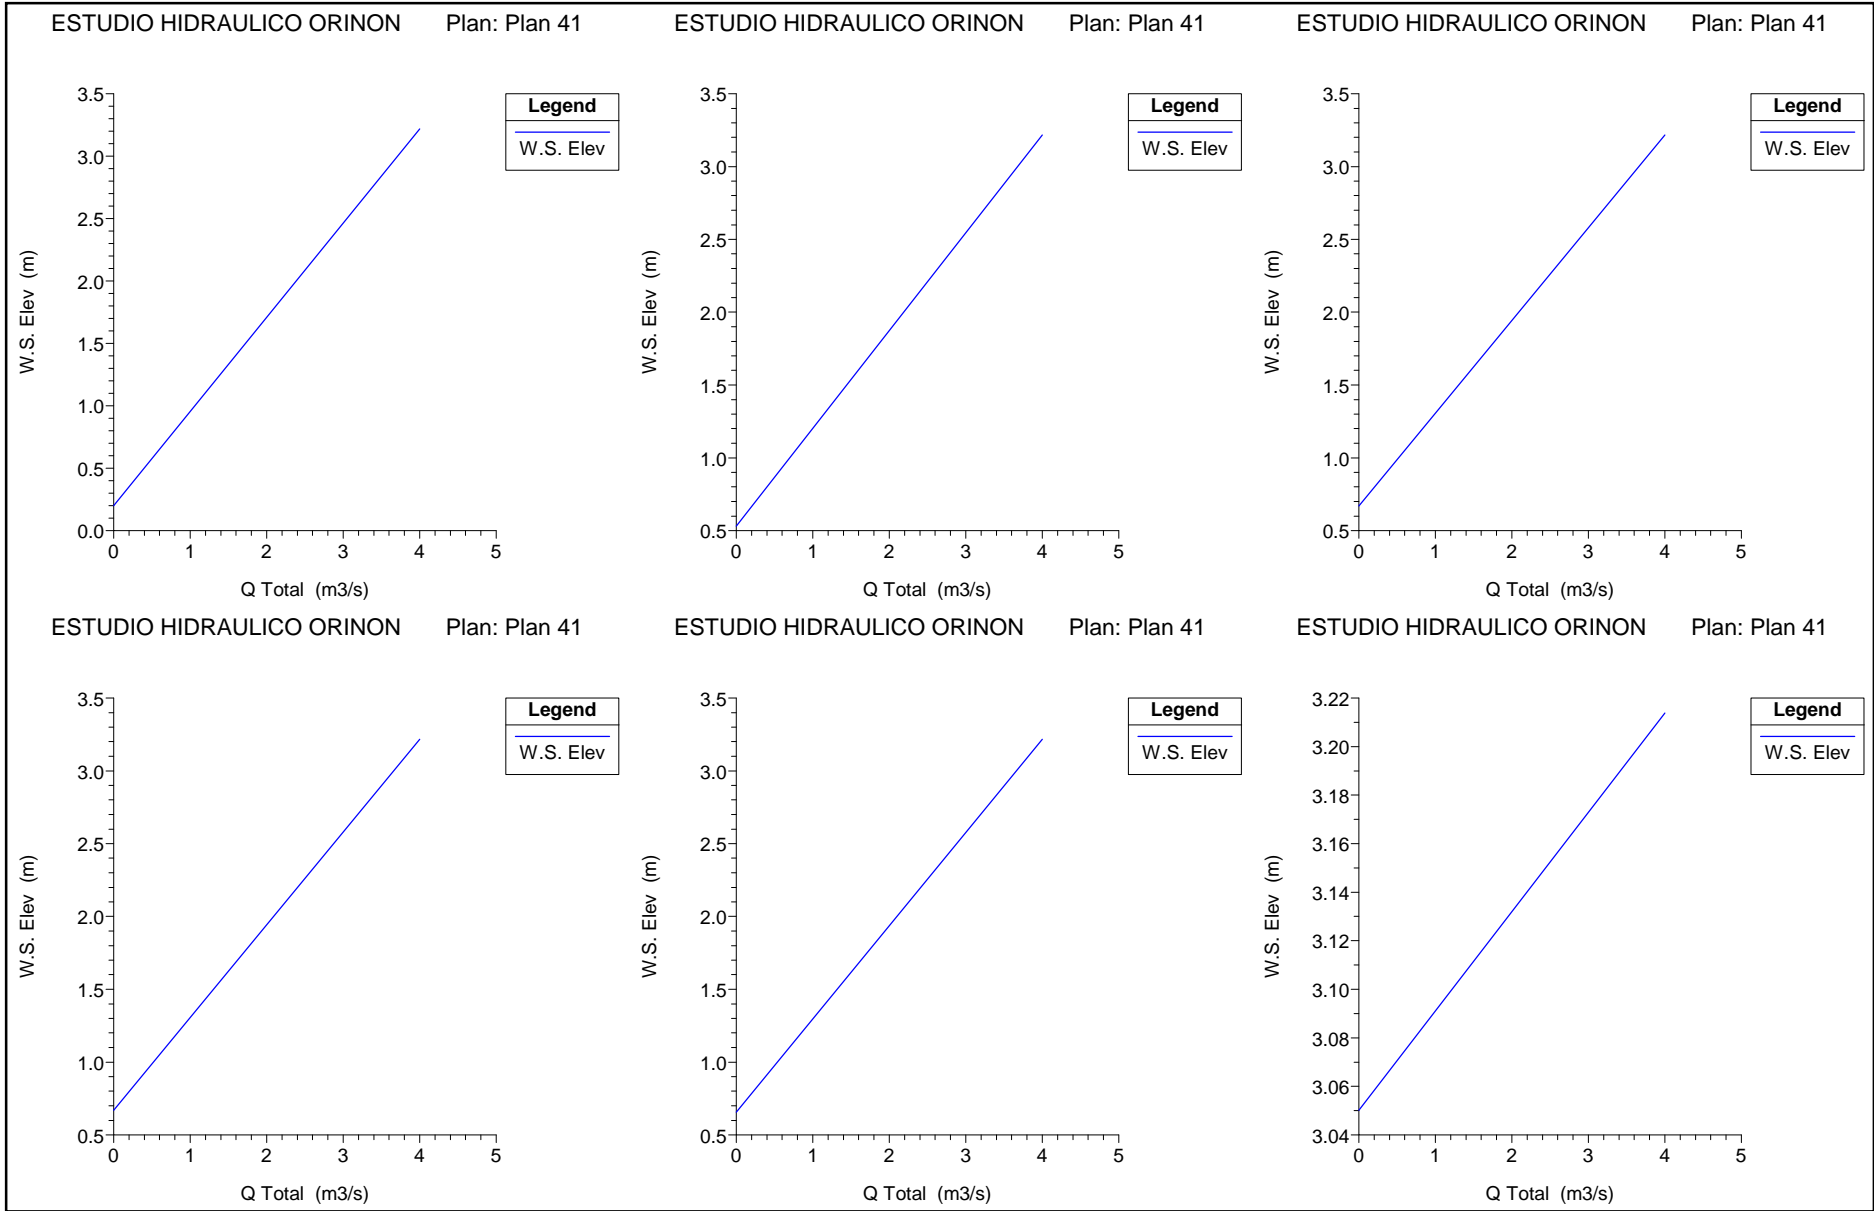 ESTUDIO HIDRAULICO ORINON Plan: Plan 41
3.5
3.0
2.5
2.0
1.5
1.0
0.5
0.0
W.S. Elev (m)
0 1 2 3 4 5
Q Total (m3/s)
Legend
W.S. Elev
ESTUDIO HIDRAULICO ORINON Plan: Plan 41
3.5
3.0
2.5
2.0
1.5
1.0
0.5
W.S. Elev (m)
0 1 2 3 4 5
Q Total (m3/s)
Legend
W.S. Elev
ESTUDIO HIDRAULICO ORINON Plan: Plan 41
3.5
3.0
2.5
2.0
1.5
1.0
0.5
W.S. Elev (m)
0 1 2 3 4 5
Q Total (m3/s)
Legend
W.S. Elev
ESTUDIO HIDRAULICO ORINON Plan: Plan 41
3.5
3.0
2.5
2.0
1.5
1.0
0.5
W.S. Elev (m)
0 1 2 3 4 5
Q Total (m3/s)
Legend
W.S. Elev
ESTUDIO HIDRAULICO ORINON Plan: Plan 41
3.5
3.0
2.5
2.0
1.5
1.0
0.5
W.S. Elev (m)
0 1 2 3 4 5
Q Total (m3/s)
Legend
W.S. Elev
ESTUDIO HIDRAULICO ORINON Plan: Plan 41
3.22
3.20
3.18
3.16
3.14
3.12
3.10
3.08
3.06
3.04
W.S. Elev (m)
0 1 2 3 4 5
Q Total (m3/s)
Legend
W.S. Elev